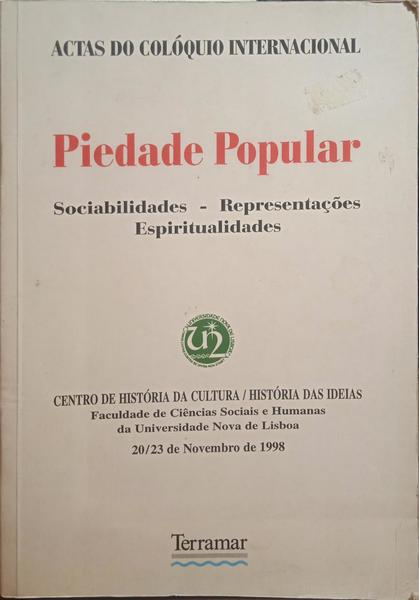 ACTAS DO COLÓQUIO INTERNACIONAL
Piedade Popular
Sociabilidades - Representações
Espiritualidades
CENTRO DE HISTÓRIA DA CULTURA / HISTÓRIA DAS IDEIAS
Faculdade de Ciências Sociais e Humanas
da Universidade Nova de Lisboa
20/23 de Novembro de 1998
Terramar